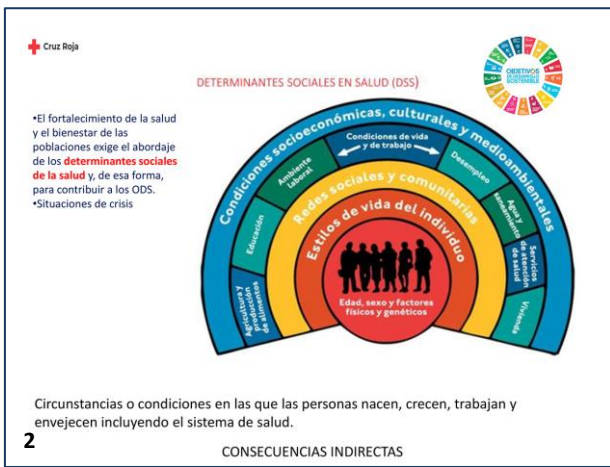 Cruz Roja
OBJETIVOS
DE DESARROLLO
SOSTENIBLE
DETERMINANTES SOCIALES EN SALUD (DSS)
•El fortalecimiento de la salud
y el bienestar de las
poblaciones exige el abordaje
de los determinantes sociales
de la salud y, de esa forma,
para contribuir a los ODS.
•Situaciones de crisis
Condiciones socioeconómicas, culturales y medioambientales
Agricultura y
producción
de alimentos
Educación
Ambiente
laboral
Condiciones de vida
y de trabajo
Desempleo
Agua y
saneamiento
Servicios
de atención
de salud
Vivienda
Redes sociales y comunitarias
Estilos de vida del individuo
Edad, sexo y factores
físicos y genéticos
Circunstancias o condiciones en las que las personas nacen, crecen, trabajan y
envejecen incluyendo el sistema de salud.
2
CONSECUENCIAS INDIRECTAS